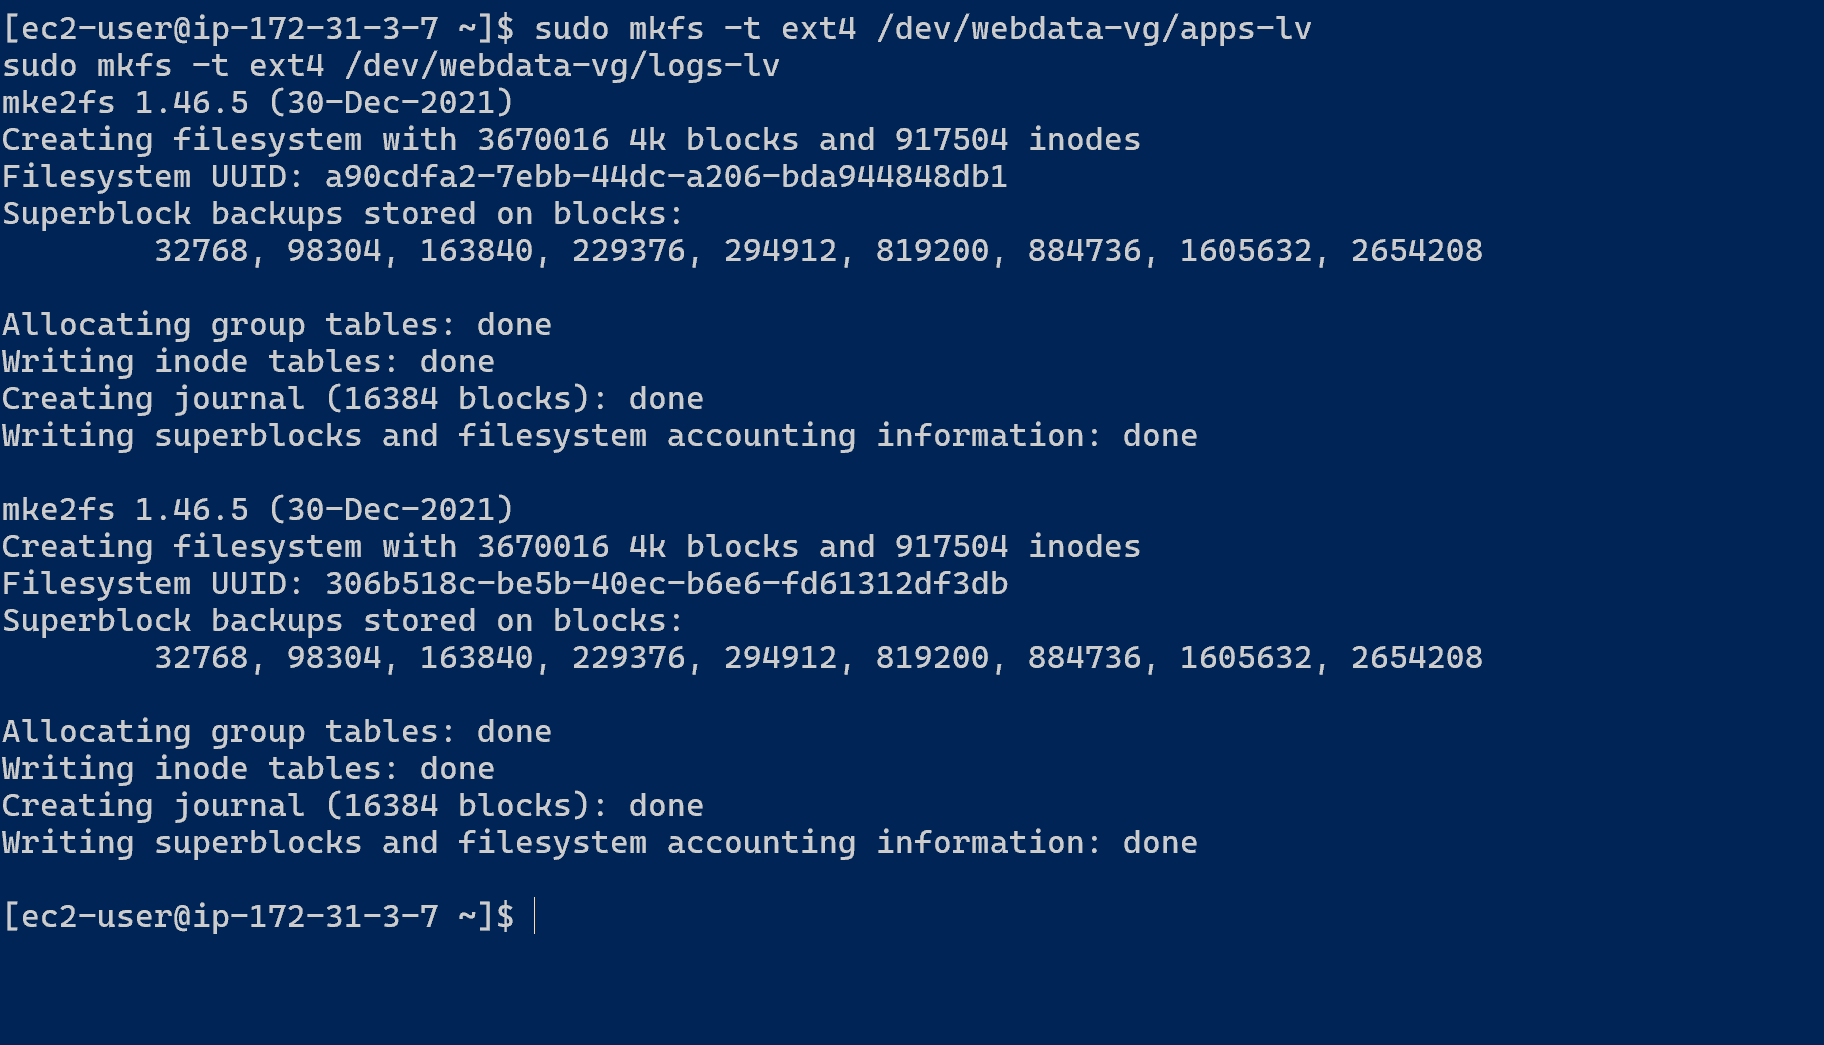 [ec2-user@ip-172-31-3-7 ~]$ sudo mkfs -t ext4 /dev/webdata-vg/apps-lv
sudo mkfs -t ext4 /dev/webdata-vg/logs-lv
mke2fs 1.46.5 (30-Dec-2021)
Creating filesystem with 3670016 4k blocks and 917504 inodes
Filesystem UUID: a90cdfa2-7ebb-44dc-a206-bda944848db1
Superblock backups stored on blocks:
        32768, 98304, 163840, 229376, 294912, 819200, 884736, 1605632, 2654208

Allocating group tables: done
Writing inode tables: done
Creating journal (16384 blocks): done
Writing superblocks and filesystem accounting information: done

mke2fs 1.46.5 (30-Dec-2021)
Creating filesystem with 3670016 4k blocks and 917504 inodes
Filesystem UUID: 306b518c-be5b-40ec-b6e6-fd61312df3db
Superblock backups stored on blocks:
        32768, 98304, 163840, 229376, 294912, 819200, 884736, 1605632, 2654208

Allocating group tables: done
Writing inode tables: done
Creating journal (16384 blocks): done
Writing superblocks and filesystem accounting information: done

[ec2-user@ip-172-31-3-7 ~]$